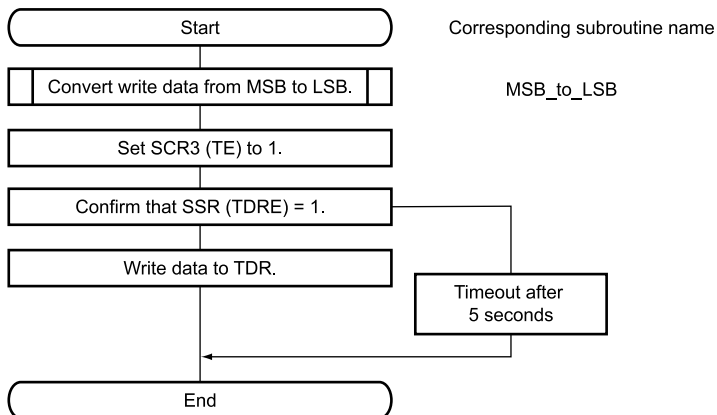 Start
Corresponding subroutine name
Convert write data from MSB to LSB.
MSB_to_LSB
Set SCR3 (TE) to 1.
Confirm that SSR (TDRE) = 1.
Write data to TDR.
Timeout after
5 seconds
End